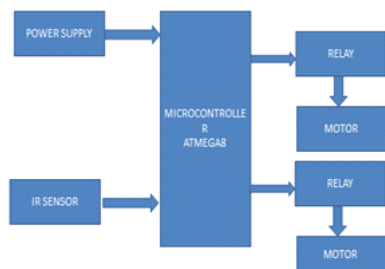 POWER SUPPLY
RELAY
MICROCONTROLLE
R
ATMEGA8
MOTOR
RELAY
IR SENSOR
MOTOR